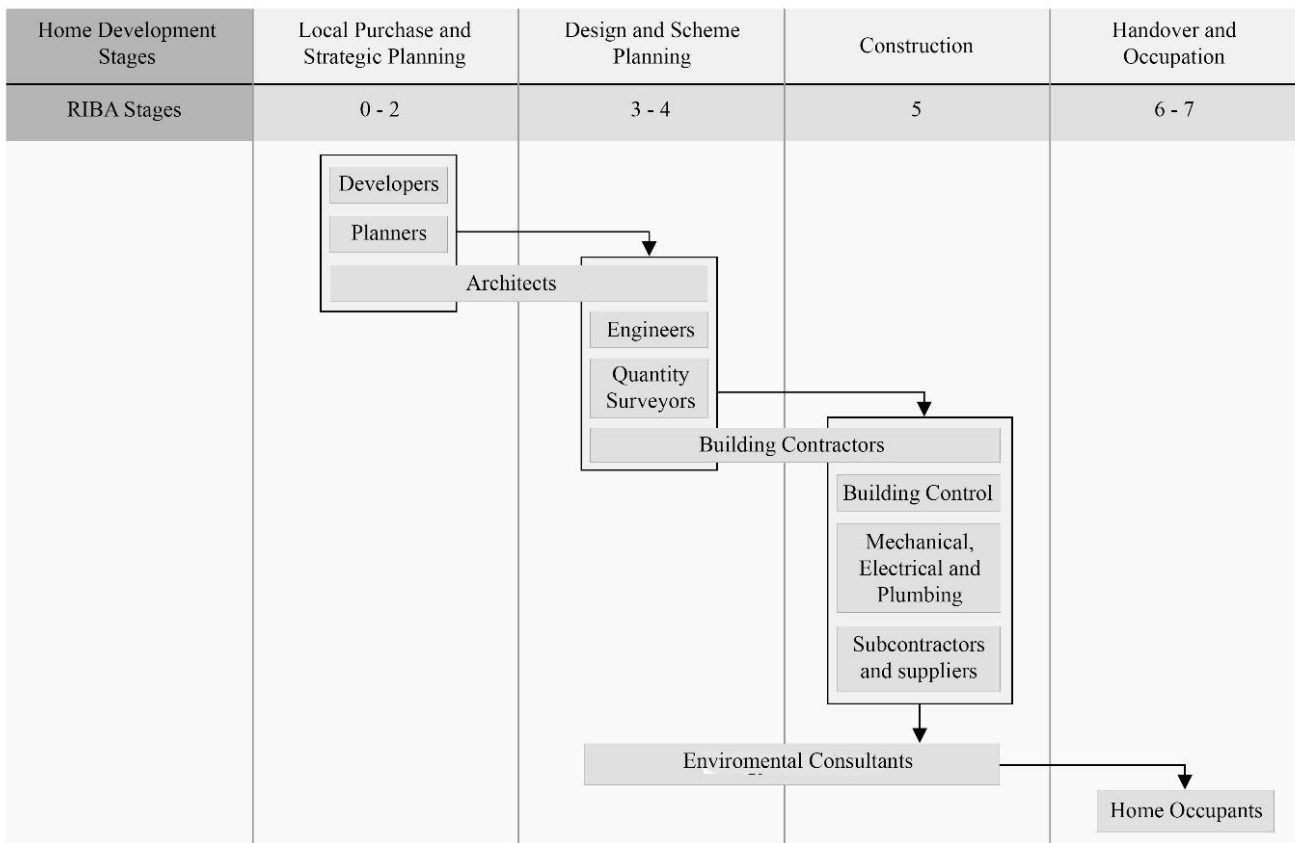 Home Development
Stages
Local Purchase and
Strategic Planning
Design and Scheme
Planning
Construction
Handover and
Occupation
RIBA Stages
0 - 2
3 - 4
5
6 - 7
Developers
Planners
Architects
Engineers
Quantity
Surveyors
Building Contractors
Building Control
Mechanical,
Electrical and
Plumbing
Subcontractors
and suppliers
Enviromental Consultants
Home Occupants